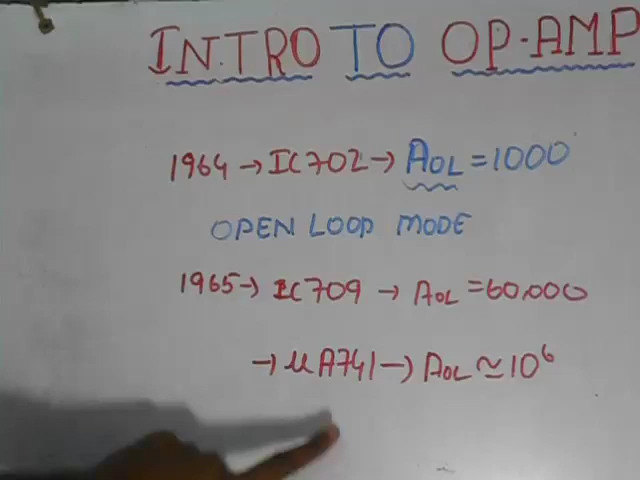 INTRO TO OP-AMP
1964 → IC702 → AOL = 1000
OPEN LOOP MODE
1965 → IC709 → AOL = 60,000
→ μA741 → AOL ≃ 10⁶